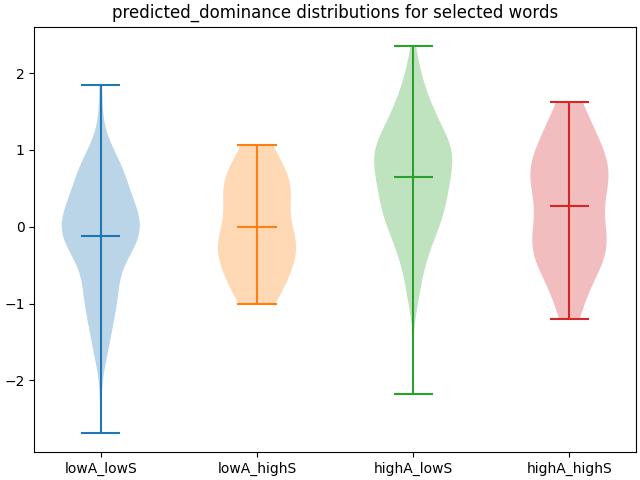 predicted_dominance distributions for selected words
2
1
0
−1
−2
lowA_lowS
lowA_highS
highA_lowS
highA_highS